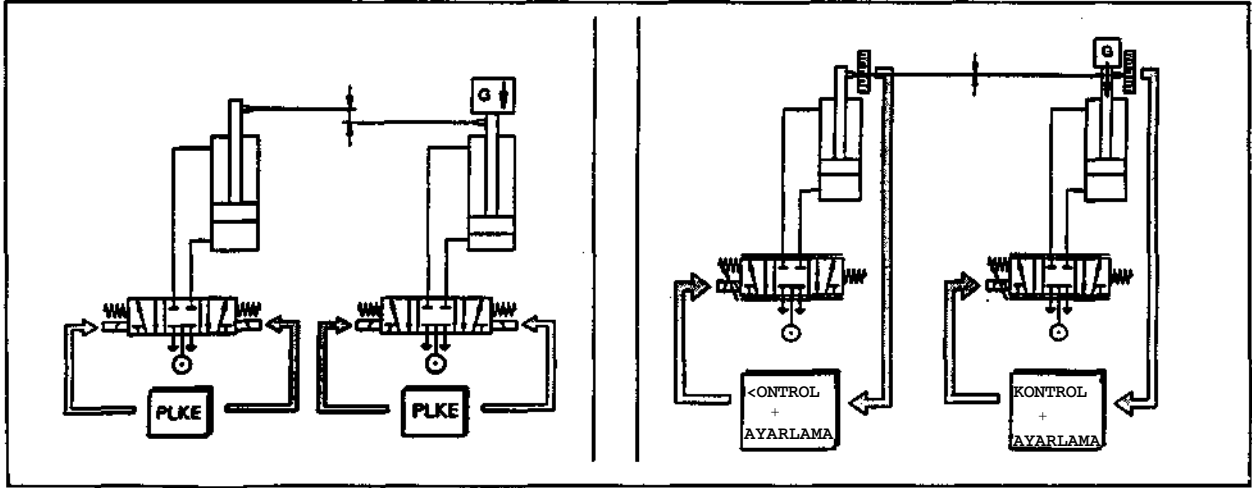 G
G
PLKE
PLKE
<ONTROL
+
AYARLAMA
KONTROL
+
AYARLAMA